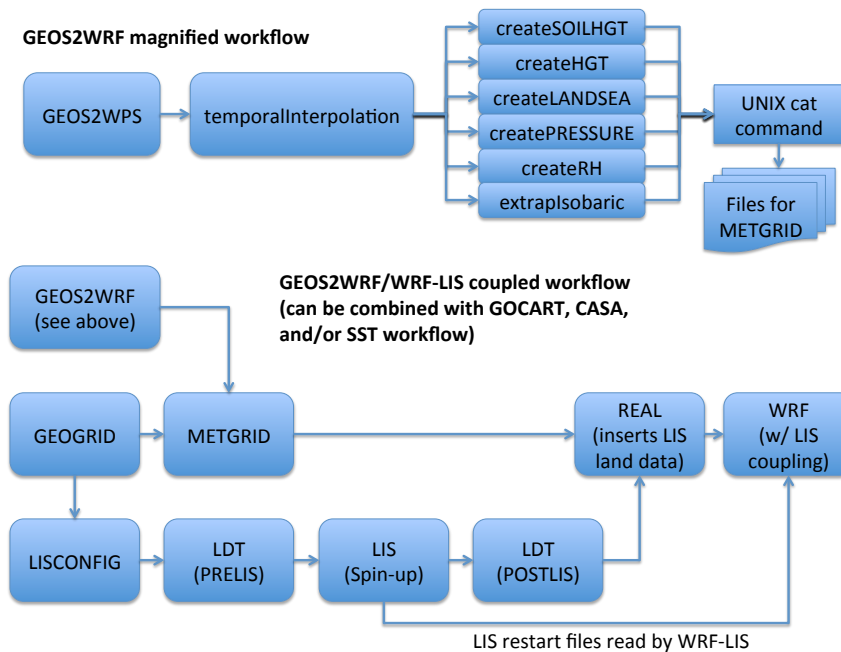 GEOS2WRF magnified workflow
GEOS2WPS
temporalInterpolation
createSOILHGT
createHGT
createLANDSEA
createPRESSURE
createRH
extrapIsobaric
UNIX cat
command
Files for
METGRID
GEOS2WRF/WRF-LIS coupled workflow
(can be combined with GOCART, CASA,
and/or SST workflow)
GEOS2WRF
(see above)
GEOGRID
METGRID
REAL
(inserts LIS
land data)
WRF
(w/ LIS
coupling)
LISCONFIG
LDT
(PRELIS)
LIS
(Spin-up)
LDT
(POSTLIS)
LIS restart files read by WRF-LIS